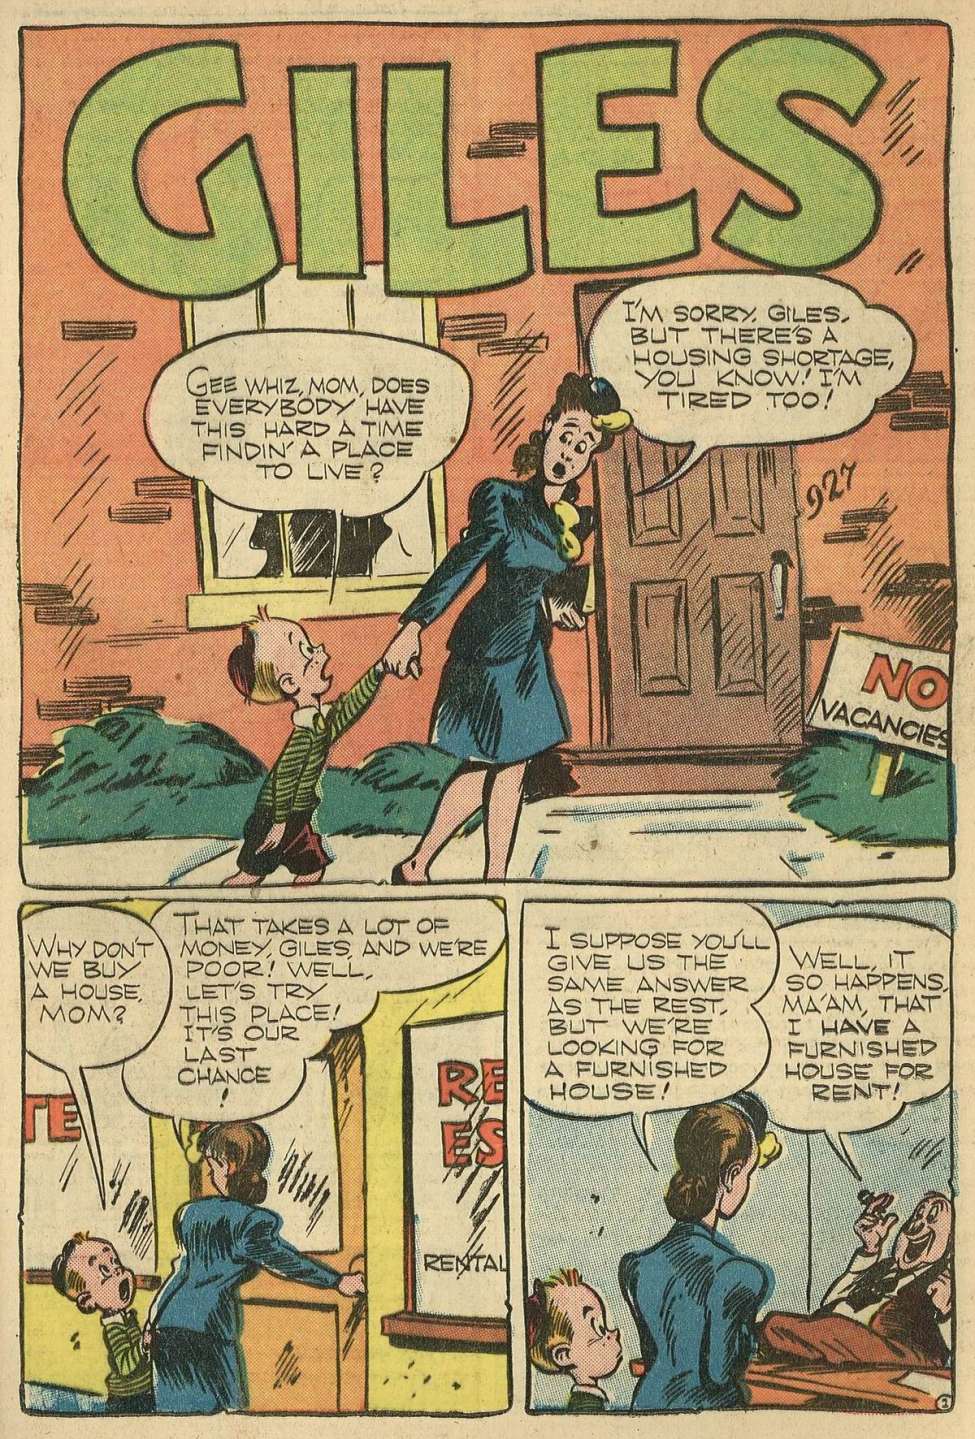 GILES
GEE WHIZ, MOM, DOES
EVERYBODY HAVE
THIS HARD A TIME
FINDIN' A PLACE
TO LIVE?
I'M SORRY, GILES,
BUT THERE'S A
HOUSING SHORTAGE,
YOU KNOW! I'M
TIRED TOO!
927
NO
VACANCIES
WHY DON'T
WE BUY
A HOUSE,
MOM?
THAT TAKES A LOT OF
MONEY, GILES, AND WE'RE
POOR! WELL,
LET'S TRY
THIS PLACE!
IT'S OUR
LAST
CHANCE
!
TE
RE
ES
RENTAL
I SUPPOSE YOU'LL
GIVE US THE
SAME ANSWER
AS THE REST,
BUT WE'RE
LOOKING FOR
A FURNISHED
HOUSE!
WELL, IT
SO HAPPENS,
MA'AM, THAT
I HAVE A
FURNISHED
HOUSE FOR
RENT!
1